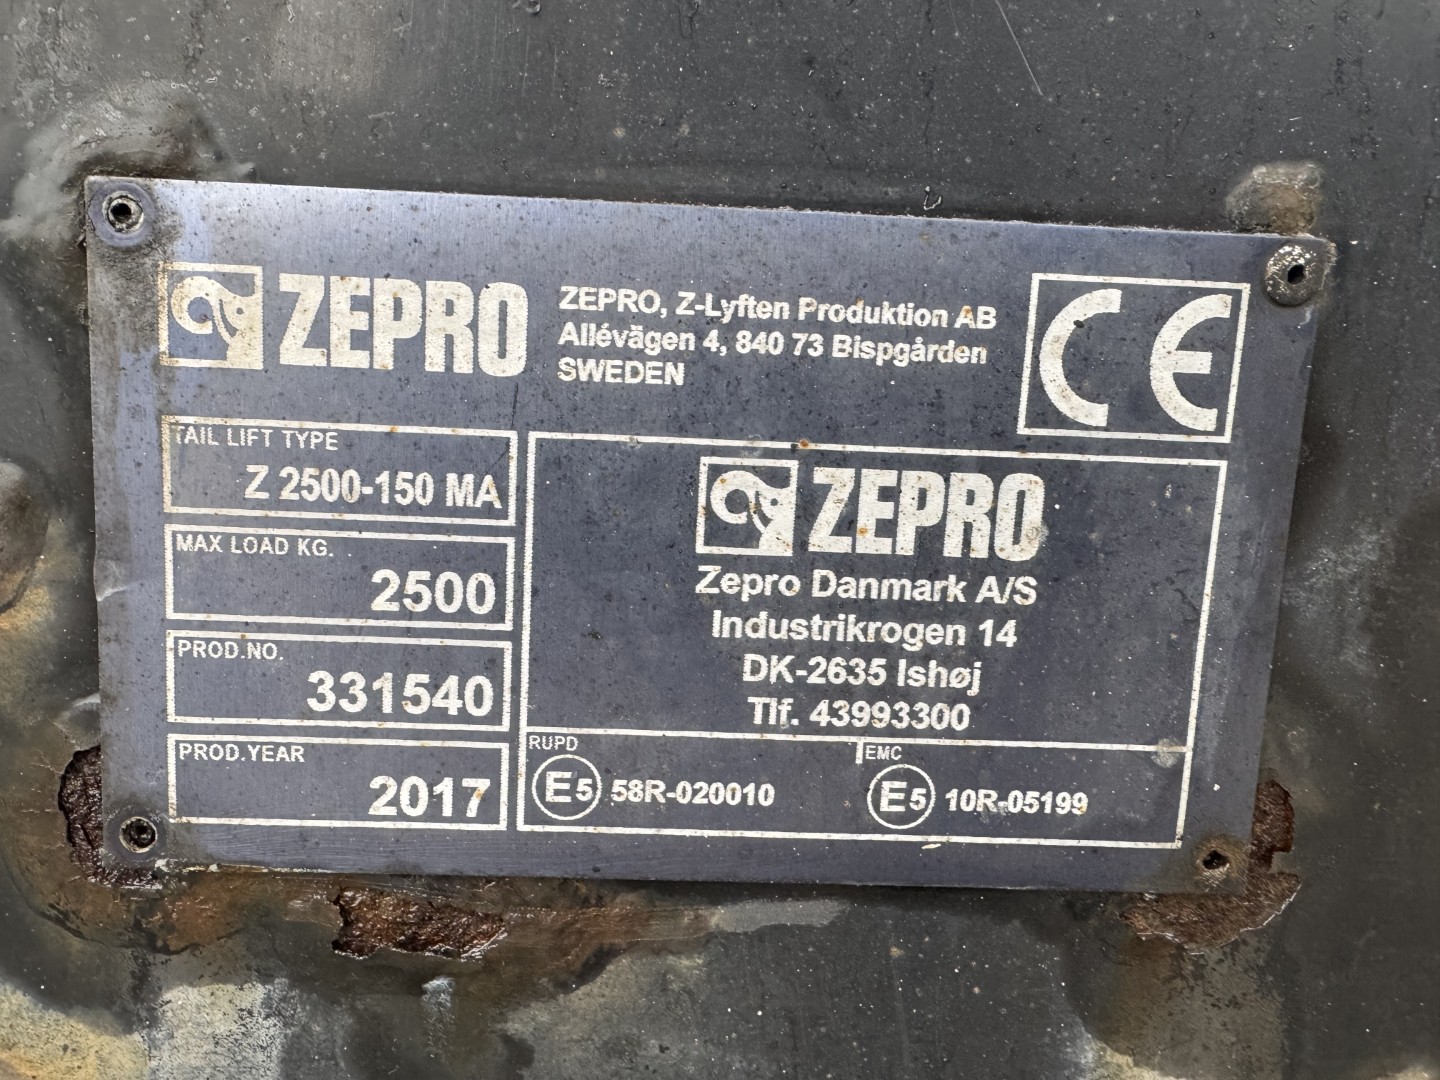 ZEPRO
ZEPRO, Z-Lyften Produktion AB
Allévägen 4, 840 73 Bispgården
SWEDEN
CE
TAIL LIFT TYPE
Z 2500-150 MA
MAX LOAD KG.
2500
PROD.NO.
331540
PROD.YEAR
2017
ZEPRO
Zepro Danmark A/S
Industrikrogen 14
DK-2635 Ishøj
Tlf. 43993300
RUPD
E5 58R-020010
EMC
E5 10R-05199